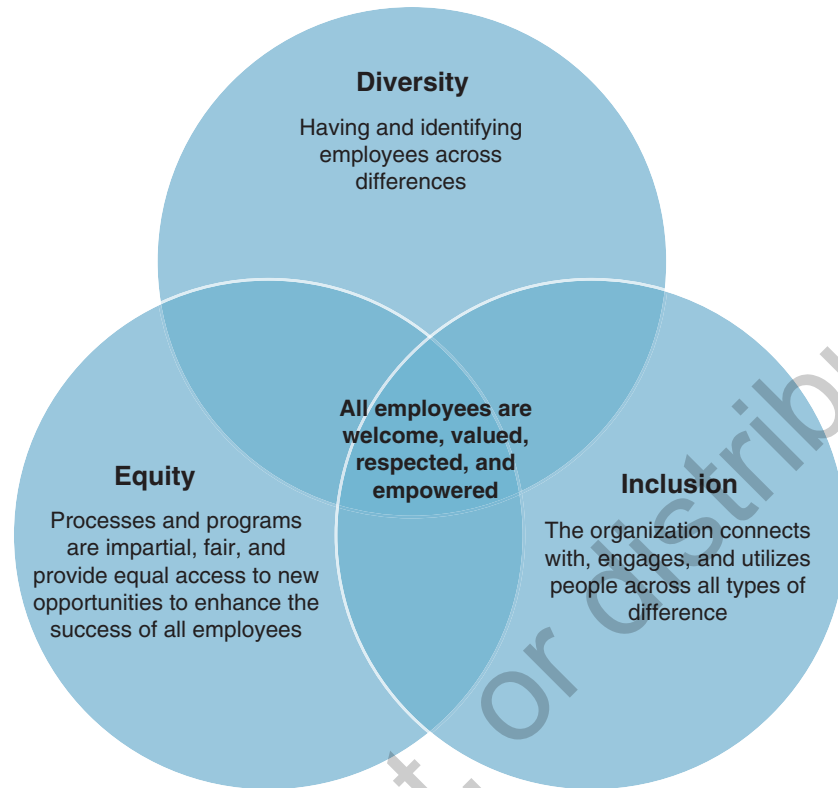 Diversity
Having and identifying
employees across
differences
All employees are
welcome, valued,
respected, and
empowered
Equity
Processes and programs
are impartial, fair, and
provide equal access to new
opportunities to enhance the
success of all employees
Inclusion
The organization connects
with, engages, and utilizes
people across all types of
difference
t, or distribu